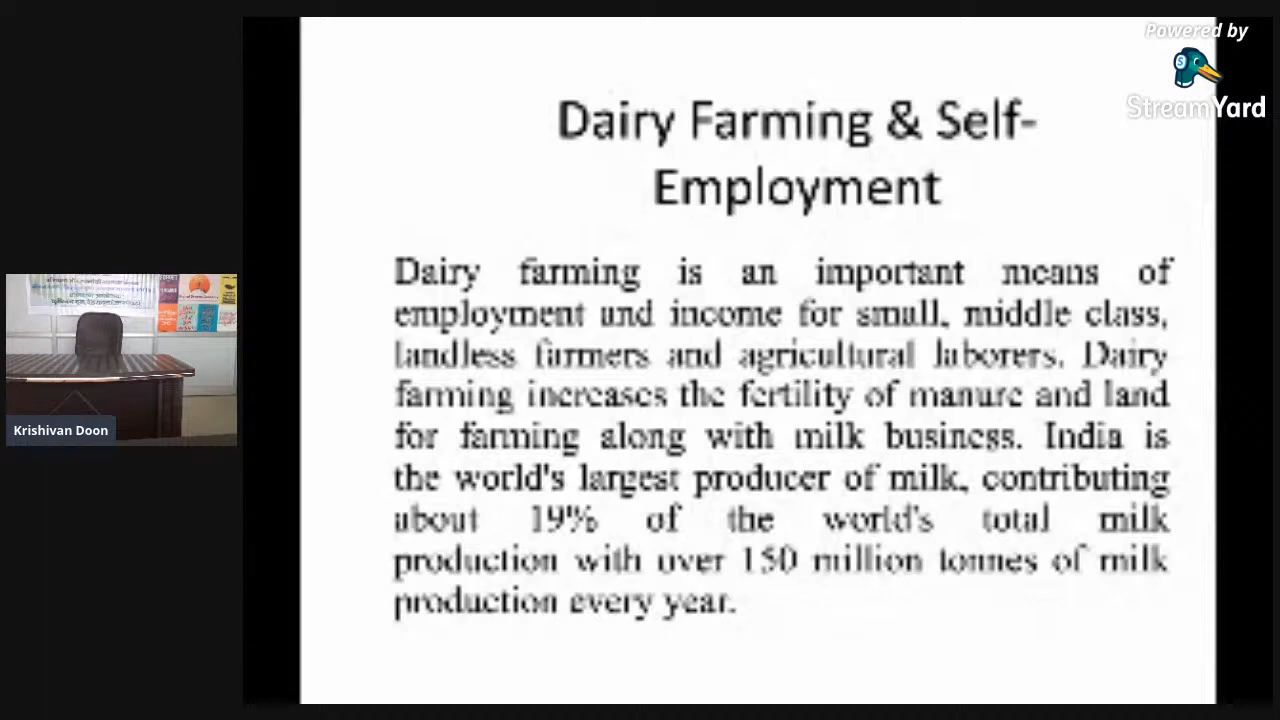 Powered by
StreamYard
Dairy Farming & Self-
Employment
Dairy farming is an important means of
employment and income for small, middle class,
landless farmers and agricultural laborers. Dairy
farming increases the fertility of manure and land
for farming along with milk business. India is
the world's largest producer of milk, contributing
about 19% of the world's total milk
production with over 150 million tonnes of milk
production every year.
Krishivan Doon